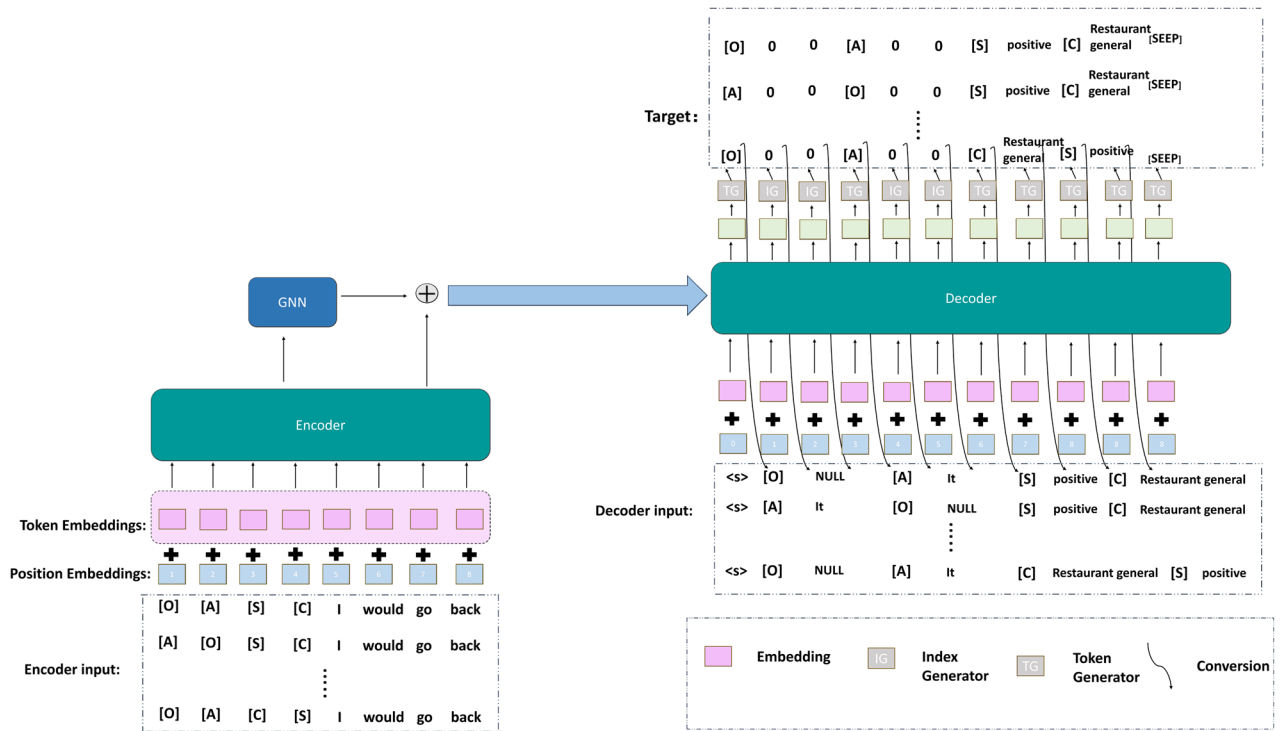 [O] 0 0 [A] 0 0 [S] positive [C] Restaurant general [SEEP]
[A] 0 0 [O] 0 0 [S] positive [C] Restaurant general [SEEP]
Target:
[O] 0 0 [A] 0 0 [C] Restaurant general [S] positive [SEEP]
TG IG IG TG IG IG TG TG TG TG TG
GNN
Decoder
Encoder
0 1 2 3 4 5 6 7 8 8 8
Decoder input:
<s> [O] NULL [A] It [S] positive [C] Restaurant general
<s> [A] It [O] NULL [S] positive [C] Restaurant general
<s> [O] NULL [A] It [C] Restaurant general [S] positive
Token Embeddings:
Position Embeddings: 1 2 3 4 5 6 7 8
Encoder input:
[O] [A] [S] [C] I would go back
[A] [O] [S] [C] I would go back
[O] [A] [C] [S] I would go back
Embedding
IG Index Generator
TG Token Generator
Conversion